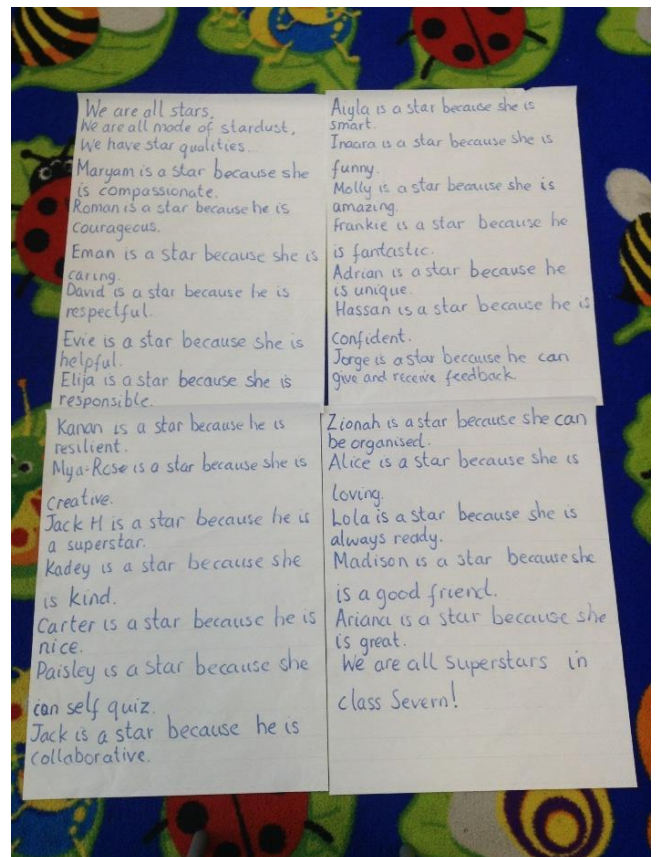 We are all stars,
We are all made of stardust,
We have star qualities...
Maryam is a star because she
is compassionate.
Roman is a star because he is
courageous.
Eman is a star because she is
caring.
David is a star because he is
respectful.
Evie is a star because she is
helpful.
Elija is a star because she is
responsible.
Kanan is a star because he is
resilient.
Mya-Rose is a star because she is
creative.
Jack H is a star because he is
a superstar.
Kadey is a star because she
is kind.
Carter is a star because he is
nice.
Paisley is a star because she
can self quiz.
Jack is a star because he is
collaborative.
Aiyla is a star because she is
smart.
Inaara is a star because she is
funny.
Molly is a star because she is
amazing.
Frankie is a star because he
is fantastic.
Adrian is a star because he
is unique.
Hassan is a star because he is
confident.
Jorge is a star because he can
give and receive feedback.
Zionah is a star because she can
be organised.
Alice is a star because she is
loving.
Lola is a star because she is
always ready.
Madison is a star because she
is a good friend.
Ariana is a star because she
is great.
We are all superstars in
class Severn!